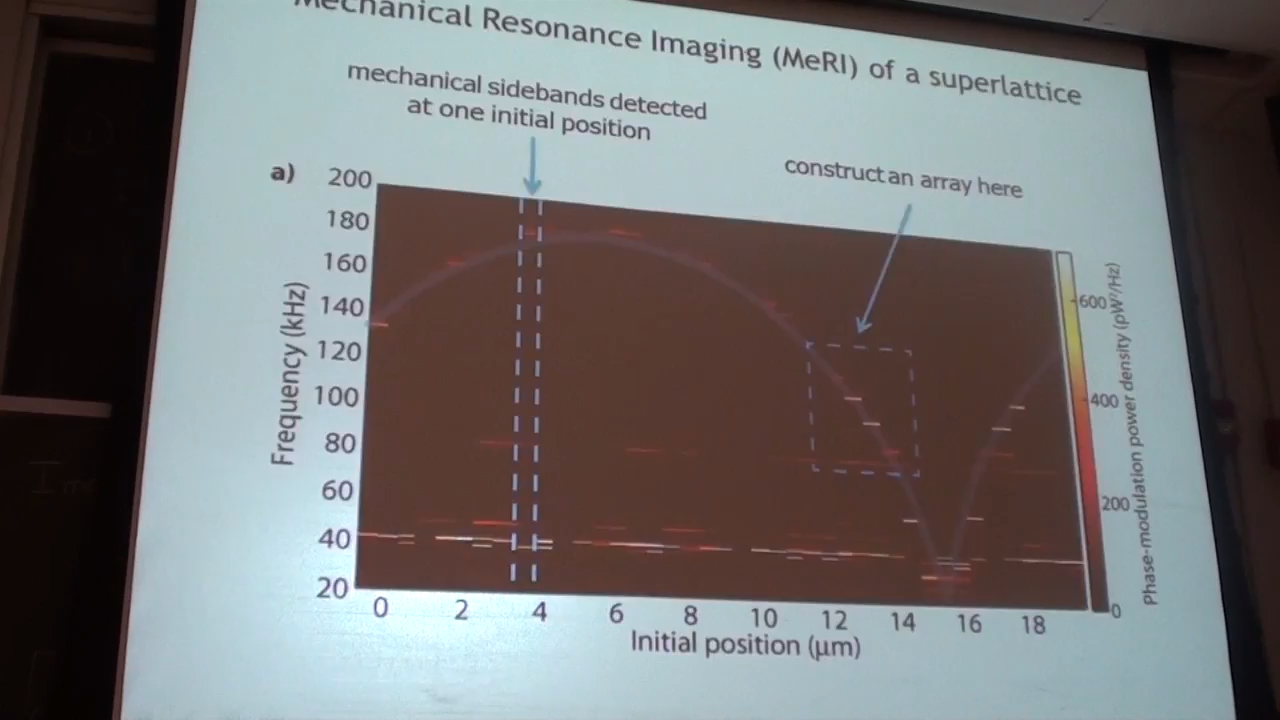 Mechanical Resonance Imaging (MeRI) of a superlattice
mechanical sidebands detected
at one initial position
construct an array here
a)
200
180
160
140
120
100
80
60
40
20
Frequency (kHz)
0 2 4 6 8 10 12 14 16 18
Initial position (μm)
600
400
200
0
Phase-modulation power density (pW²/Hz)